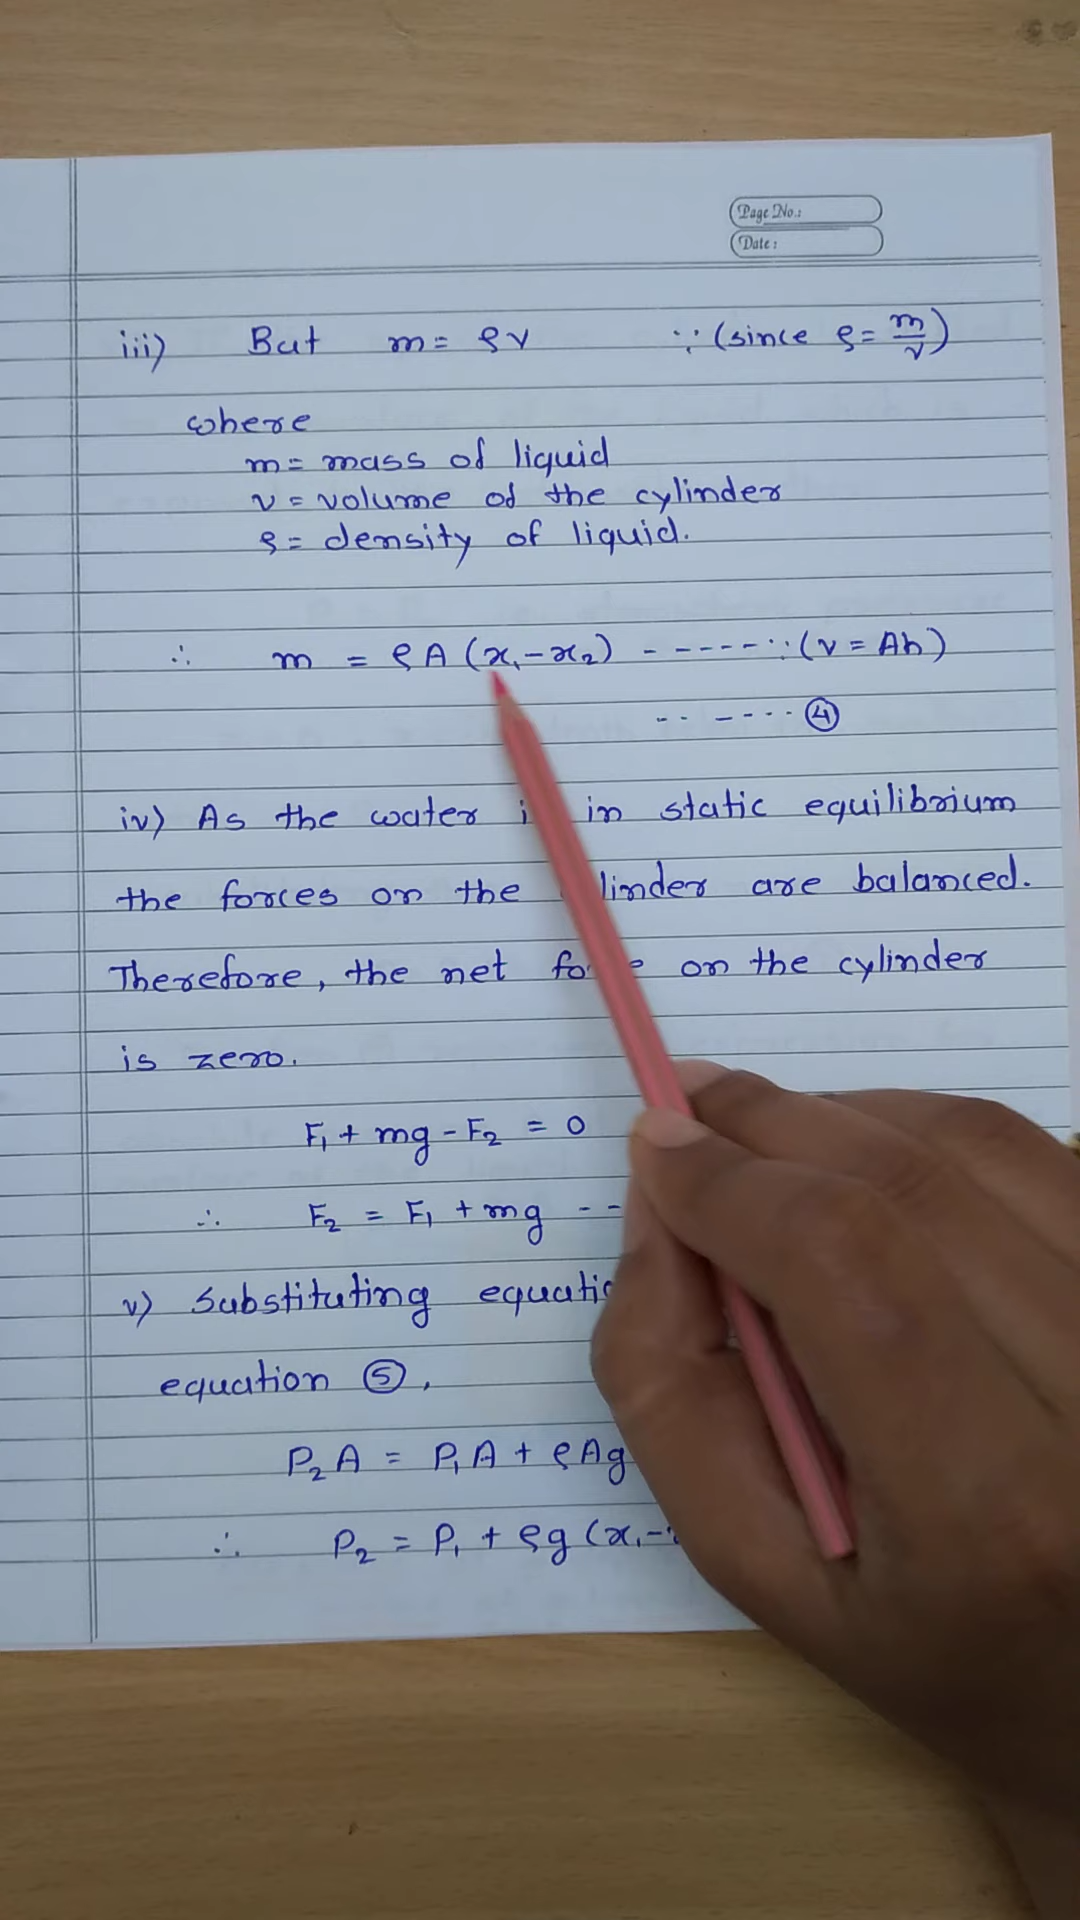 Page No.:
Date:
iii) But m = ρv ∵ (since ρ = m/v)
where
m = mass of liquid
v = volume of the cylinder
ρ = density of liquid.
∴ m = ρA(x₁-x₂) ------ ∵ (v = Ah)
-- ---- ④
iv) As the water in static equilibrium
the forces on the are balanced.
Therefore, the net on the cylinder
is zero.
F₁ + mg - F₂ = 0
∴ F₂ = F₁ + mg --
v) Substituting
equation ⑤,
P₂A = P₁A + ρAg
∴ P₂ = P₁ + ρg (x₁-